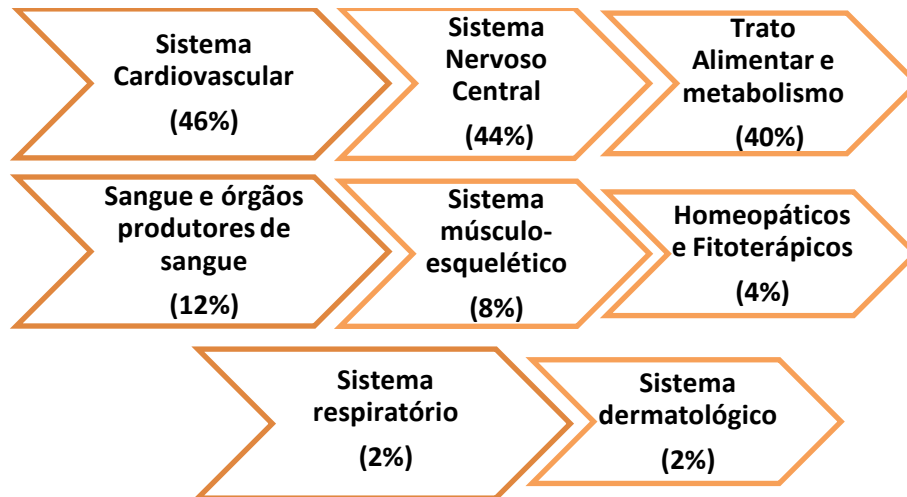 Sistema
Cardiovascular
(46%)
Sistema
Nervoso
Central
(44%)
Trato
Alimentar e
metabolismo
(40%)
Sangue e órgãos
produtores de
sangue
(12%)
Sistema
músculo-
esquelético
(8%)
Homeopáticos
e Fitoterápicos
(4%)
Sistema
respiratório
(2%)
Sistema
dermatológico
(2%)